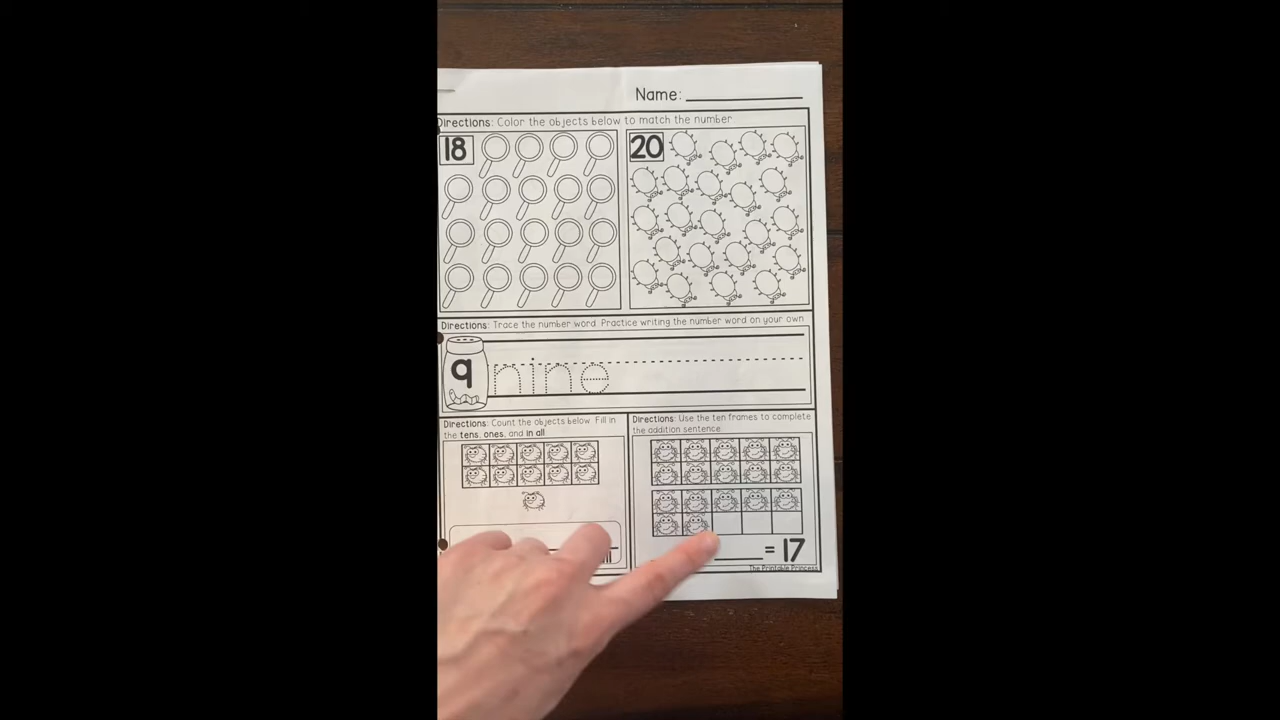 Name:
Directions: Color the objects below to match the number
18
20
Directions: Trace the number word. Practice writing the number word on your own
9 nine
Directions: Count the objects below. Fill in
the tens, ones, and in all.
Directions: Use the ten frames to complete
the addition sentence
= 17
The Printable Princess